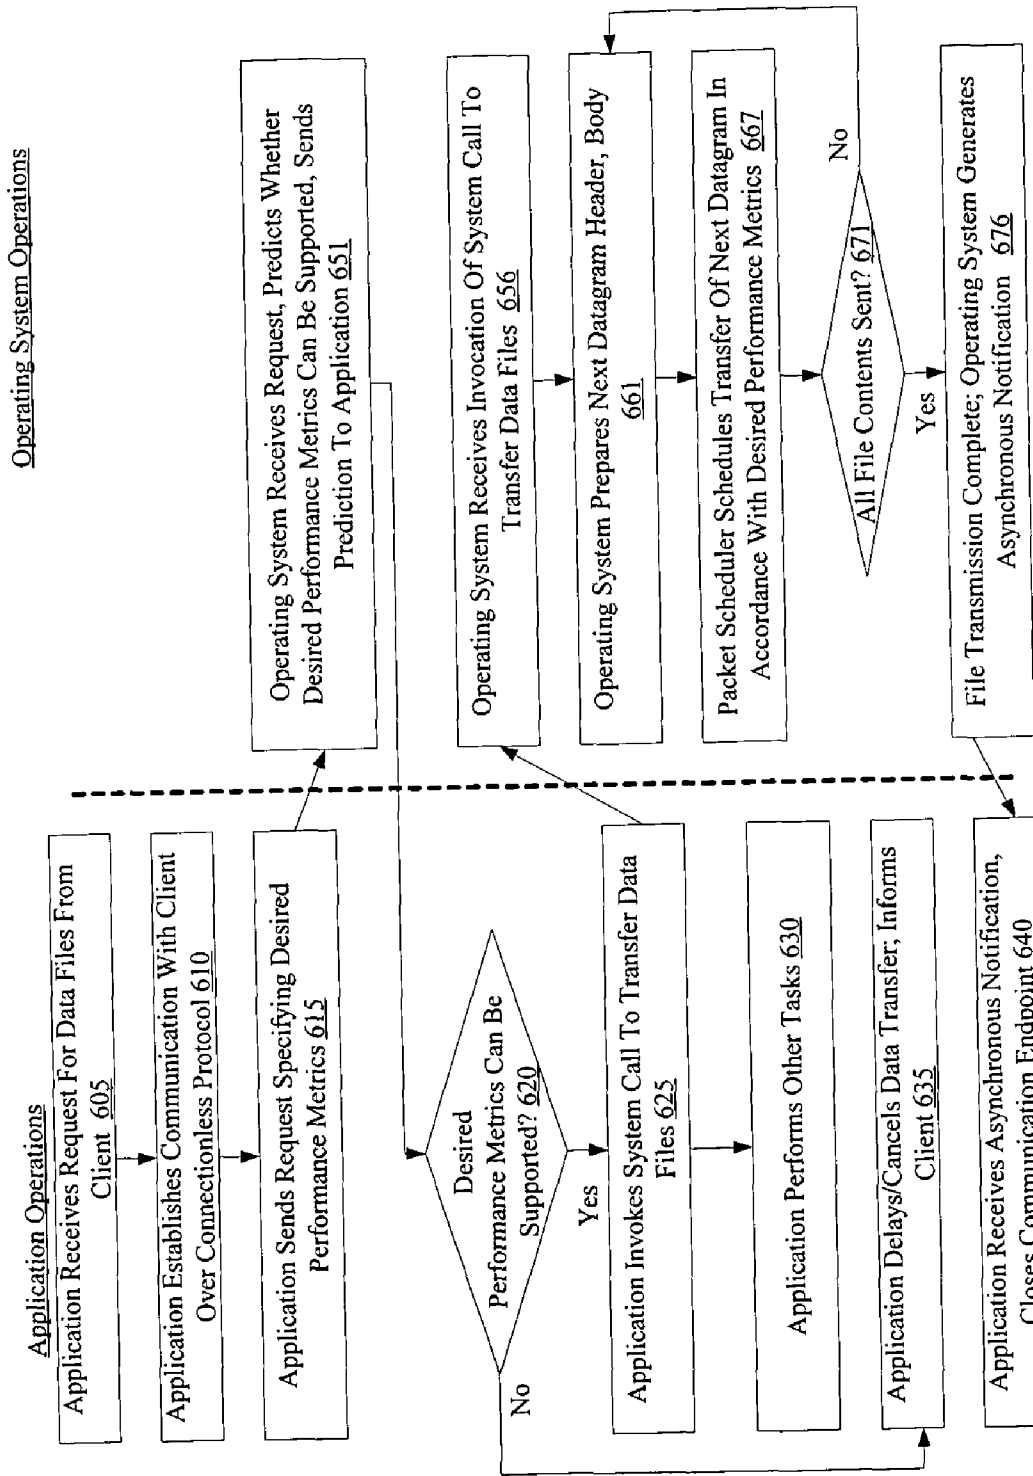 Application Operations
Application Receives Request For Data Files From
Client 605
Application Establishes Communication With Client
Over Connectionless Protocol 610
Application Sends Request Specifying Desired
Performance Metrics 615
Desired
Performance Metrics Can Be
Supported? 620
No
Yes
Application Invokes System Call To Transfer Data
Files 625
Application Performs Other Tasks 630
Application Delays/Cancels Data Transfer; Informs
Client 635
Application Receives Asynchronous Notification,
Closes Communication Endpoint 640
Operating System Operations
Operating System Receives Request, Predicts Whether
Desired Performance Metrics Can Be Supported, Sends
Prediction To Application 651
Operating System Receives Invocation Of System Call To
Transfer Data Files 656
Operating System Prepares Next Datagram Header, Body
661
Packet Scheduler Schedules Transfer Of Next Datagram In
Accordance With Desired Performance Metrics 667
All File Contents Sent? 671
No
Yes
File Transmission Complete; Operating System Generates
Asynchronous Notification 676